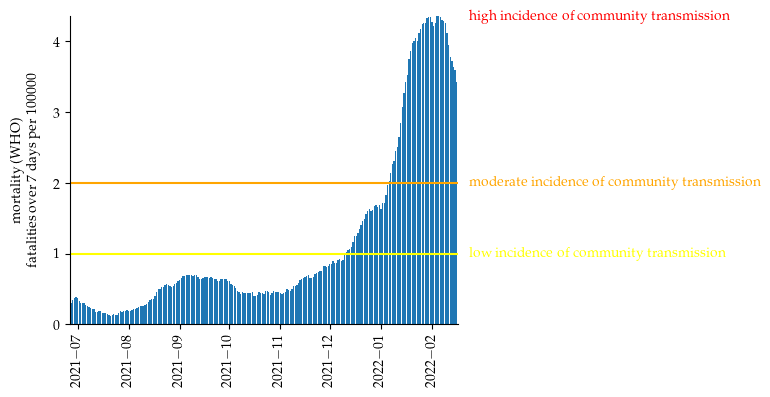 high incidence of community transmission
4
3
mortality (WHO)
fatalities over 7 days per 100000
2
moderate incidence of community transmission
1
low incidence of community transmission
0
2021−07
2021−08
2021−09
2021−10
2021−11
2021−12
2022−01
2022−02